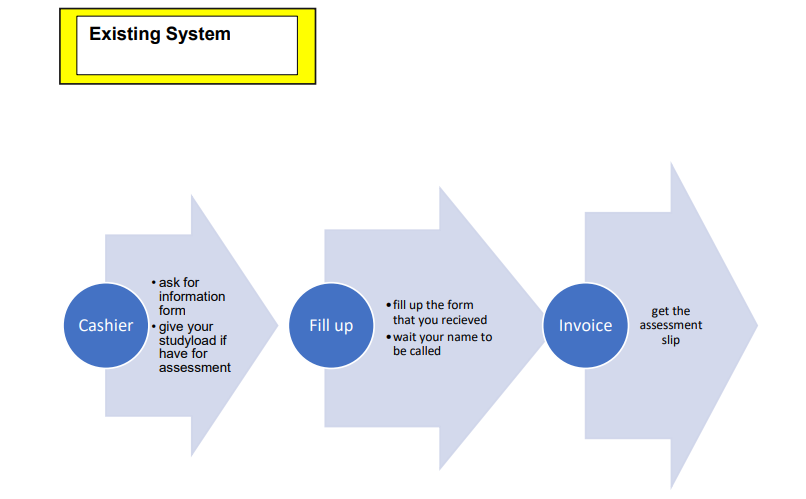 Existing System
Cashier
• ask for
information
form
• give your
studyload if
have for
assessment
Fill up
• fill up the form
that you recieved
• wait your name to
be called
Invoice
get the
assessment
slip